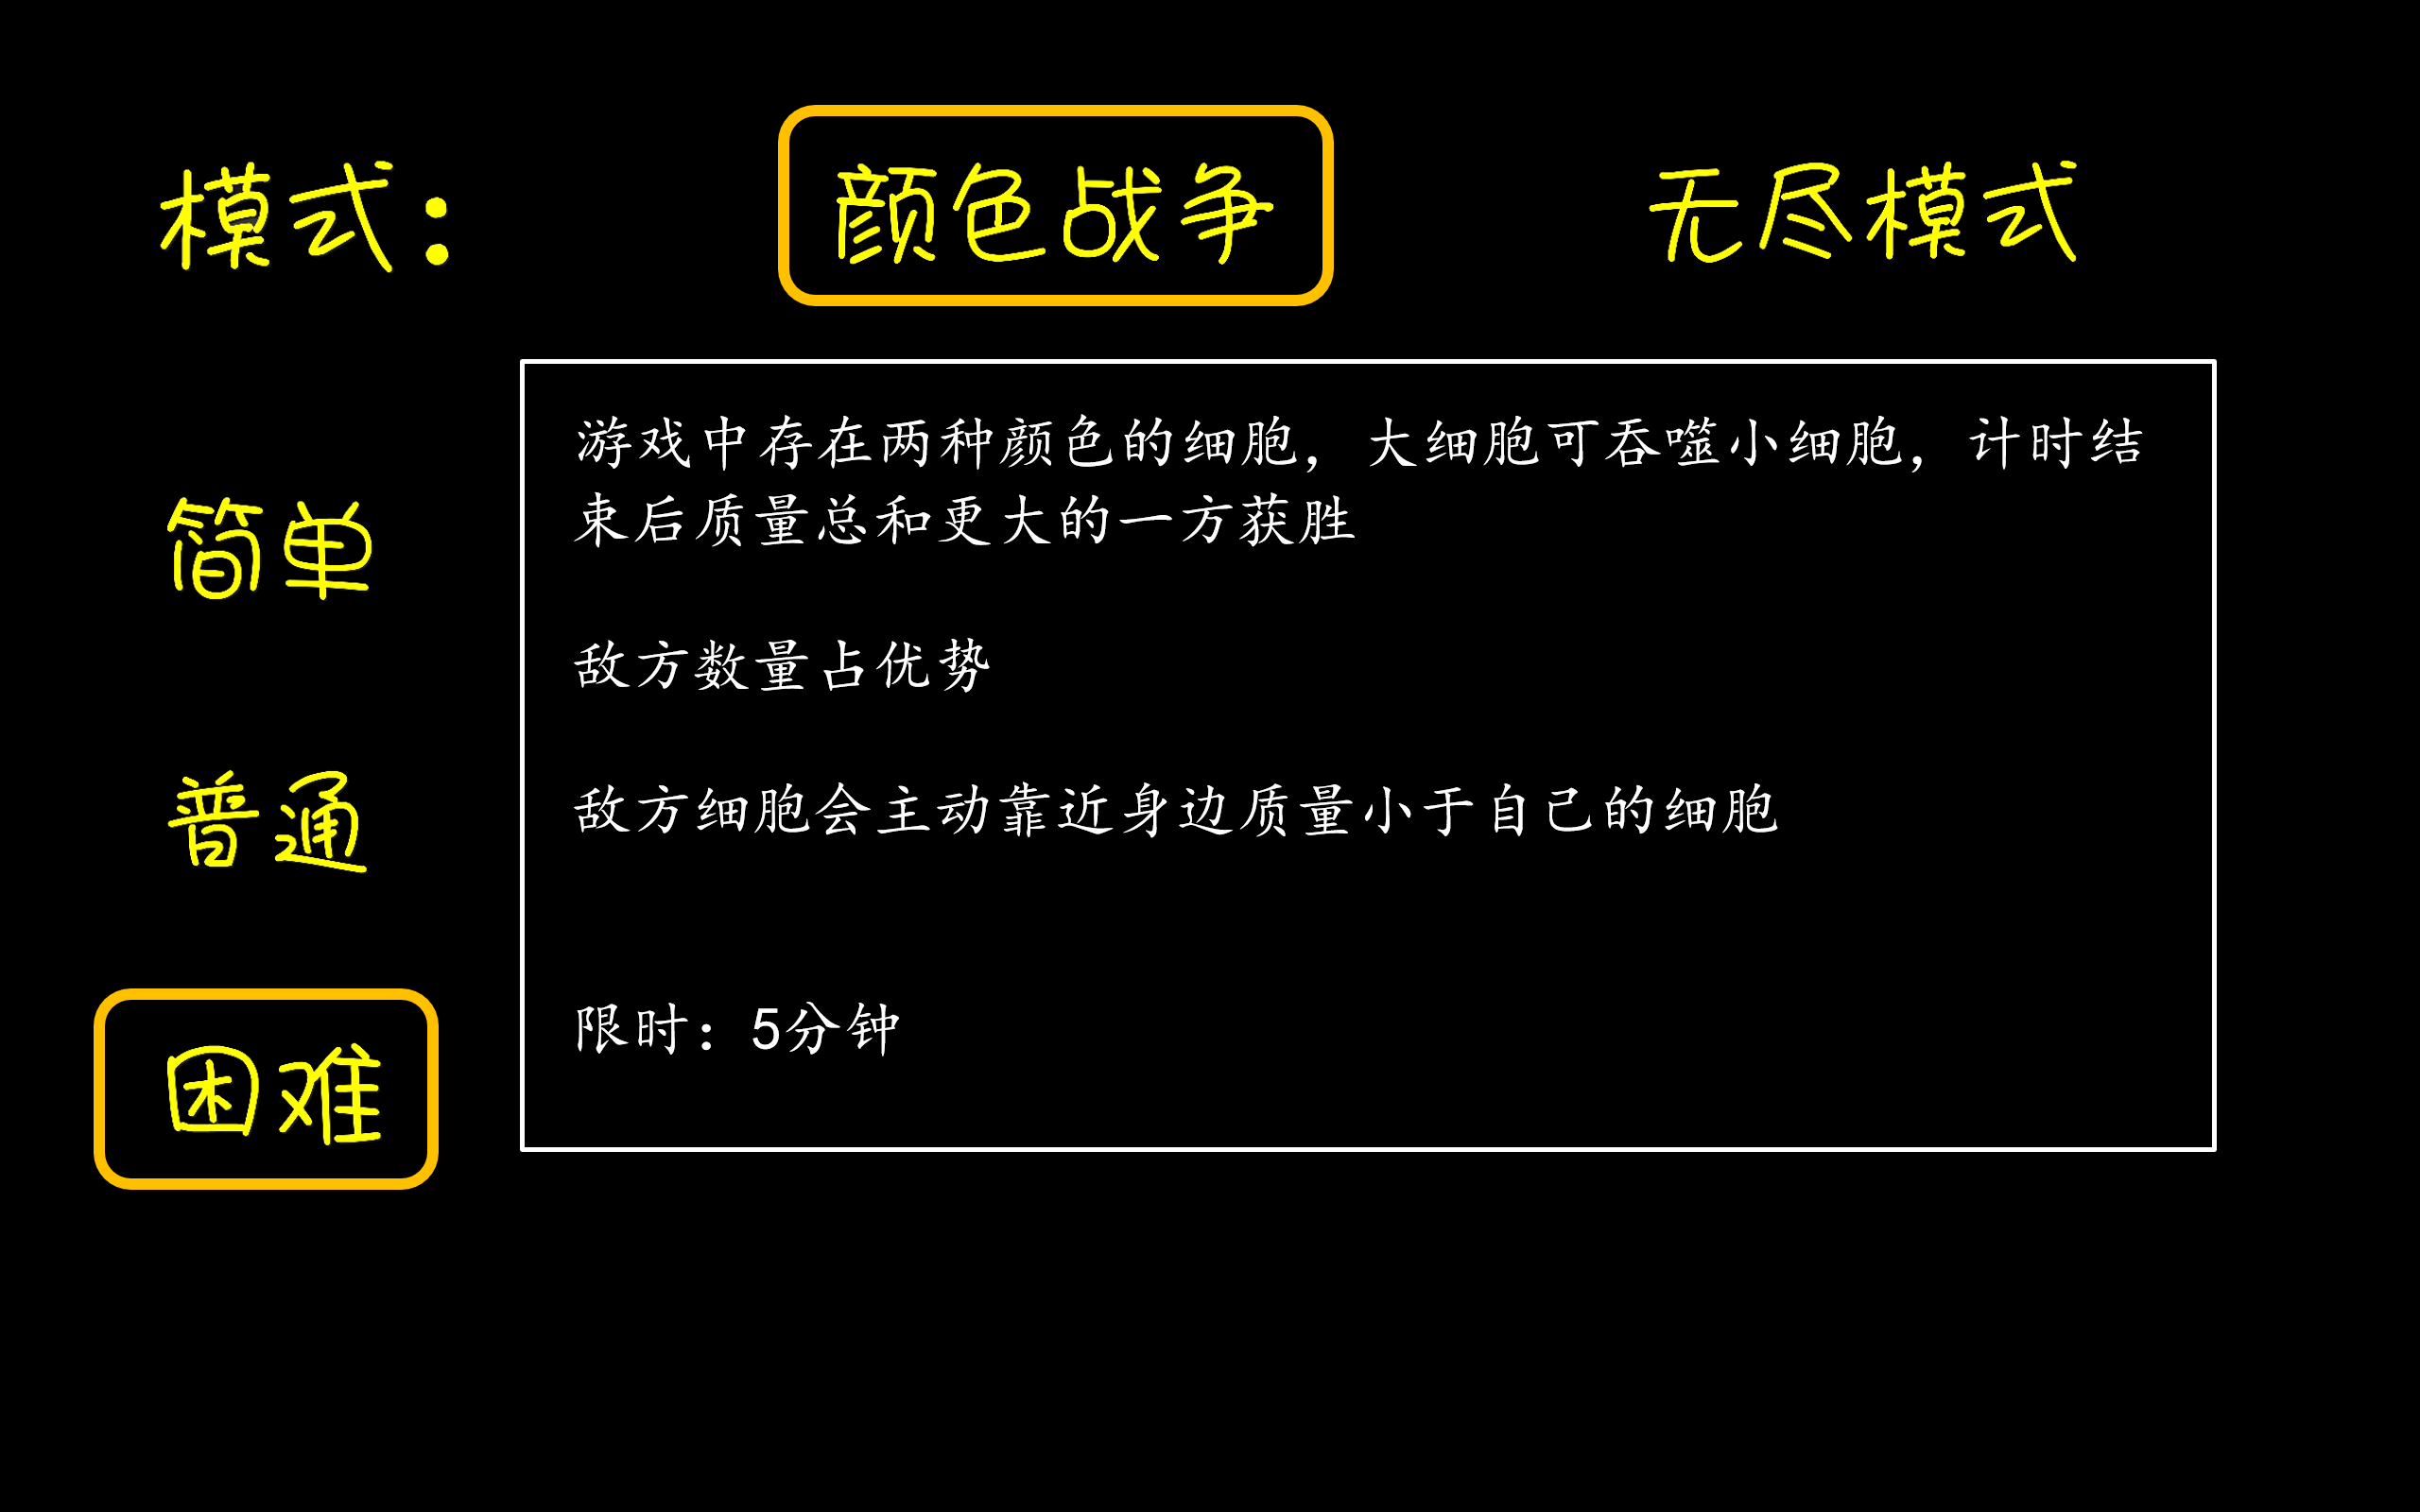 模式：
颜色战争
无尽模式
游戏中存在两种颜色的细胞，大细胞可吞噬小细胞，计时结
束后质量总和更大的一方获胜
简单
敌方数量占优势
敌方细胞会主动靠近身边质量小于自己的细胞
普通
限时：5分钟
困难